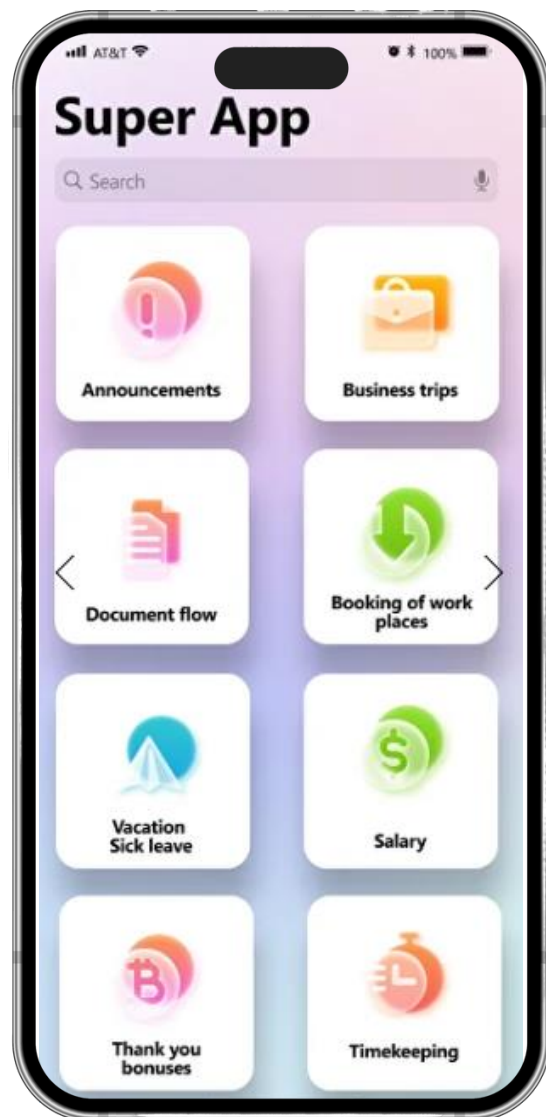 AT&T 100%
Super App
Search
Announcements
Business trips
Document flow
Booking of work
places
Vacation
Sick leave
Salary
Thank you
bonuses
Timekeeping